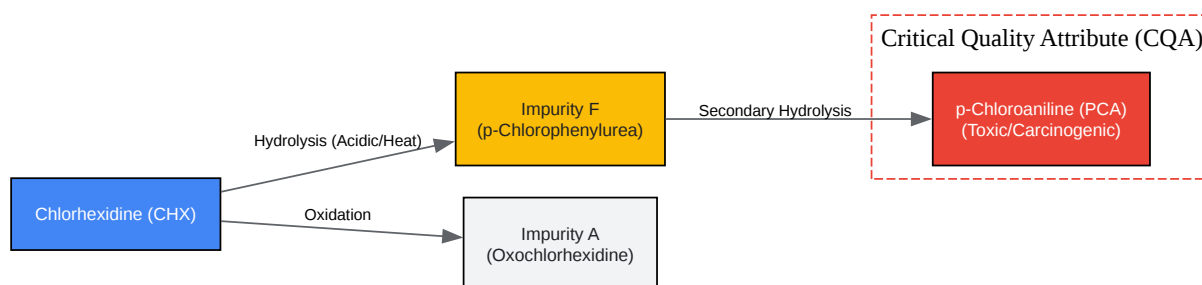 Critical Quality Attribute (CQA)
Impurity F
(p-Chlorophenylurea)
Secondary Hydrolysis
p-Chloroaniline (PCA)
(Toxic/Carcinogenic)
Hydrolysis (Acidic/Heat)
Chlorhexidine (CHX)
Oxidation
Impurity A
(Oxochlorhexidine)